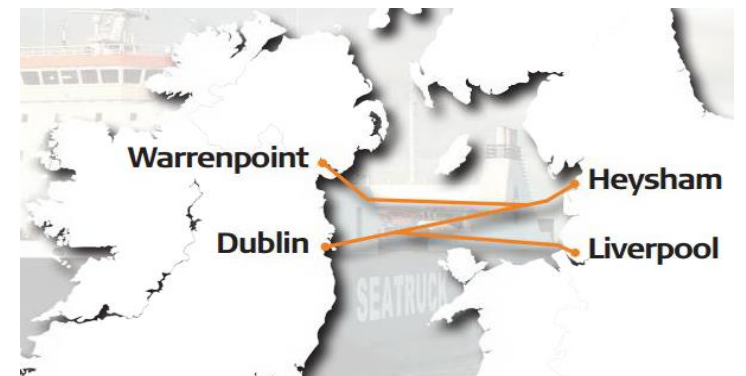 Warrenpoint
Heysham
Dublin
Liverpool
SEATRUCK